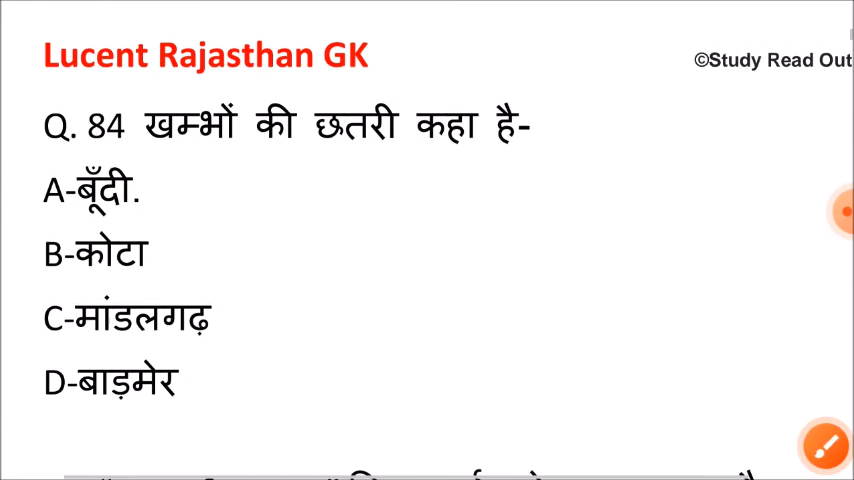 Lucent Rajasthan GK
©Study Read Out
Q. 84 खम्भों की छतरी कहा है-
A-बूँदी.
B-कोटा
C-मांडलगढ़
D-बाड़मेर